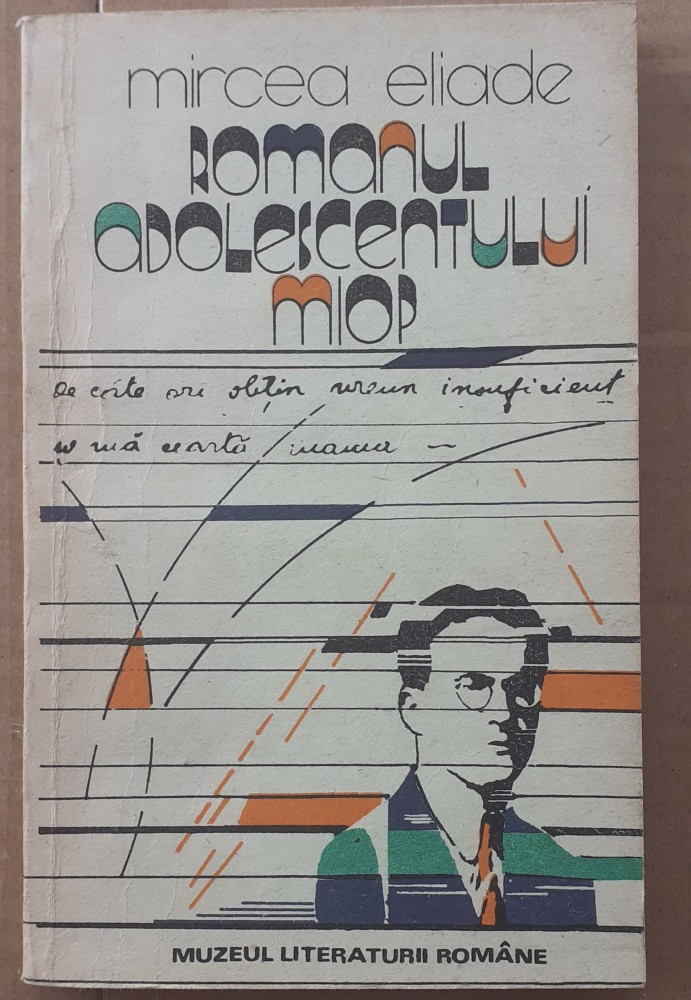 mircea eliade
ROMANUL
ADOLESCENTULUI
MIOP
De câte ori obțin vreun insuficient
și mă ceartă mama –
MUZEUL LITERATURII ROMÂNE